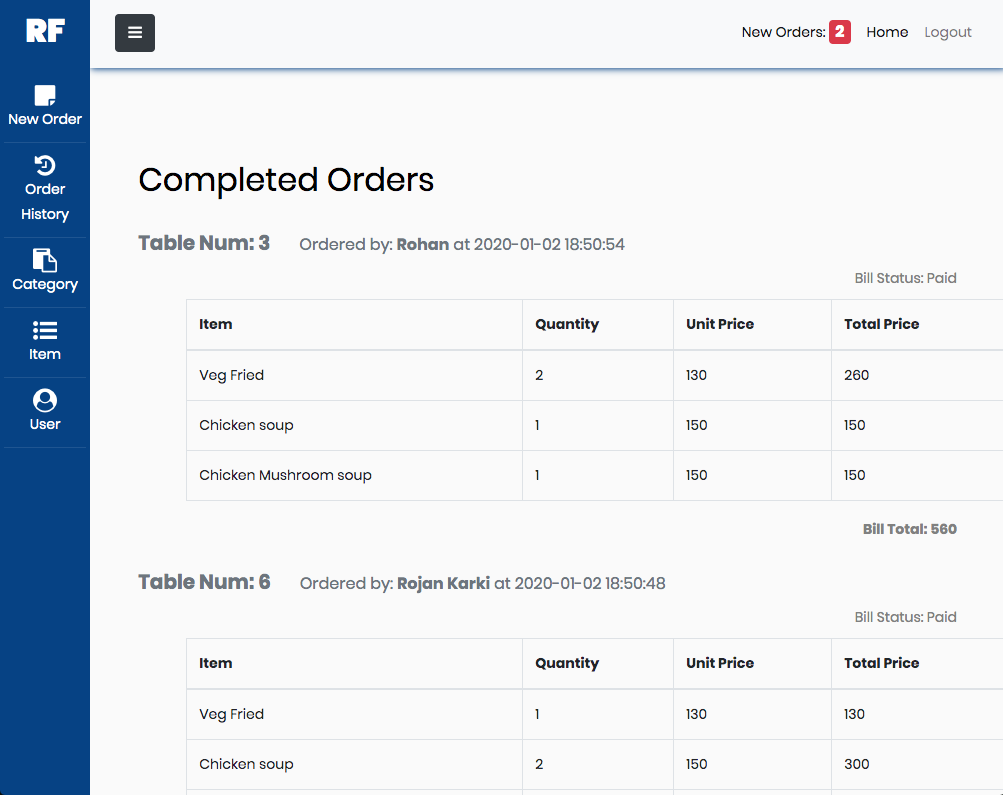 RF
New Orders: 2 Home Logout
New Order
Order
History
Category
Item
User
Completed Orders
Table Num: 3 Ordered by: Rohan at 2020-01-02 18:50:54
Bill Status: Paid
Item Quantity Unit Price Total Price
Veg Fried 2 130 260
Chicken soup 1 150 150
Chicken Mushroom soup 1 150 150
Bill Total: 560
Table Num: 6 Ordered by: Rojan Karki at 2020-01-02 18:50:48
Bill Status: Paid
Item Quantity Unit Price Total Price
Veg Fried 1 130 130
Chicken soup 2 150 300